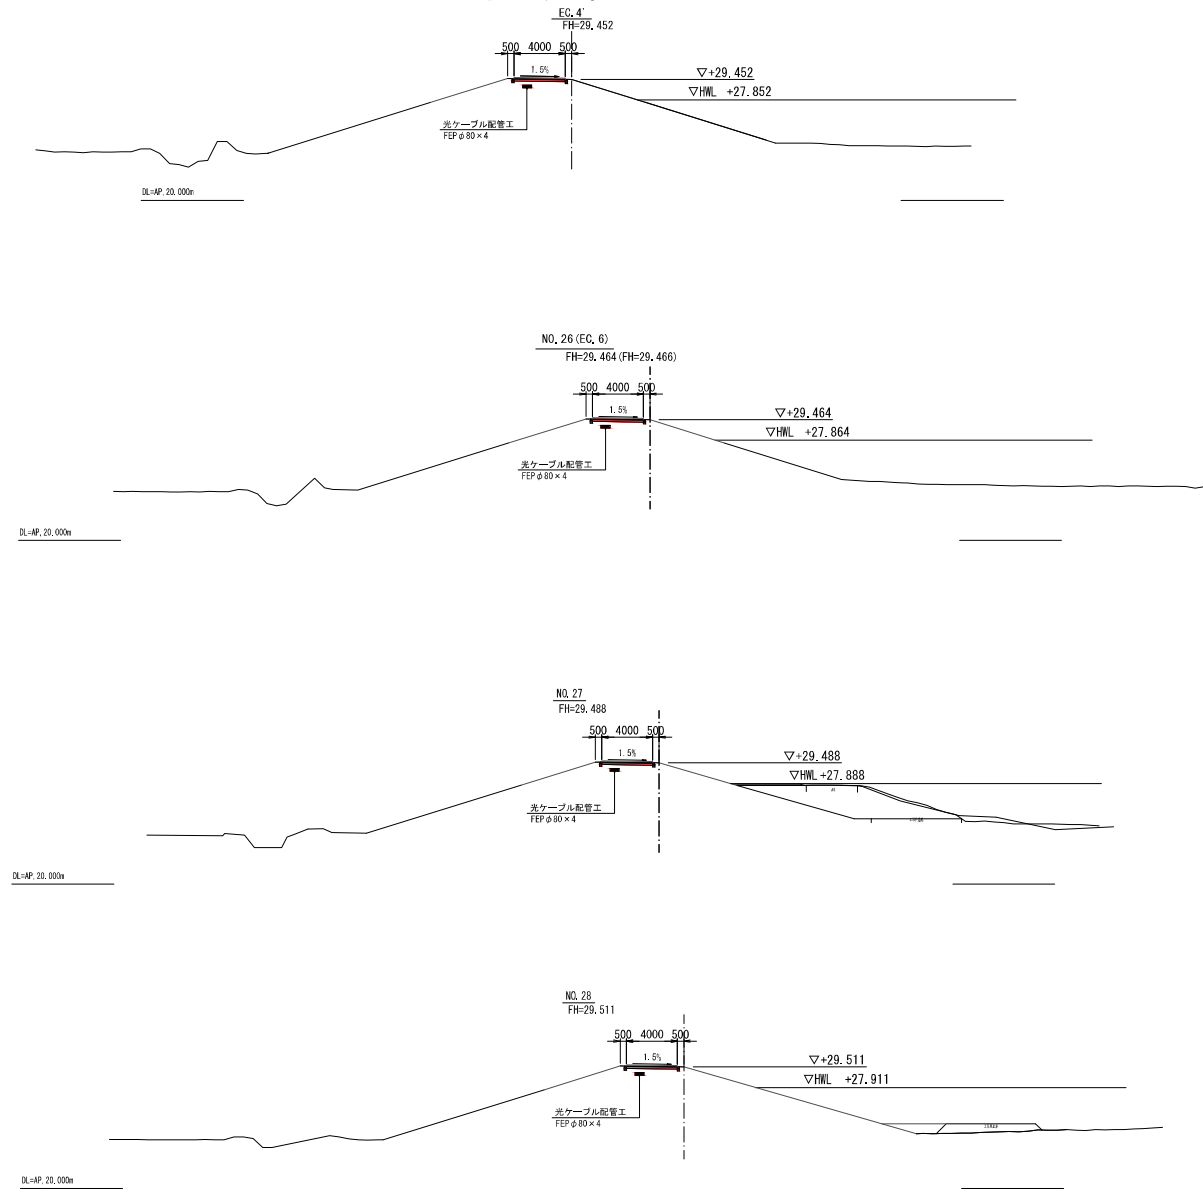 EC.4'
FH=29.452
500 4000 500
1.5%
▽+29.452
▽HWL +27.852
光ケーブル配管工
FEPφ80×4
DL=AP.20.000m
NO.26(EC.6)
FH=29.464(FH=29.466)
500 4000 500
1.5%
▽+29.464
▽HWL +27.864
光ケーブル配管工
FEPφ80×4
DL=AP.20.000m
NO.27
FH=29.488
500 4000 500
1.5%
▽+29.488
▽HWL+27.888
光ケーブル配管工
FEPφ80×4
DL=AP.20.000m
NO.28
FH=29.511
500 4000 500
1.5%
▽+29.511
▽HWL +27.911
光ケーブル配管工
FEPφ80×4
DL=AP.20.000m